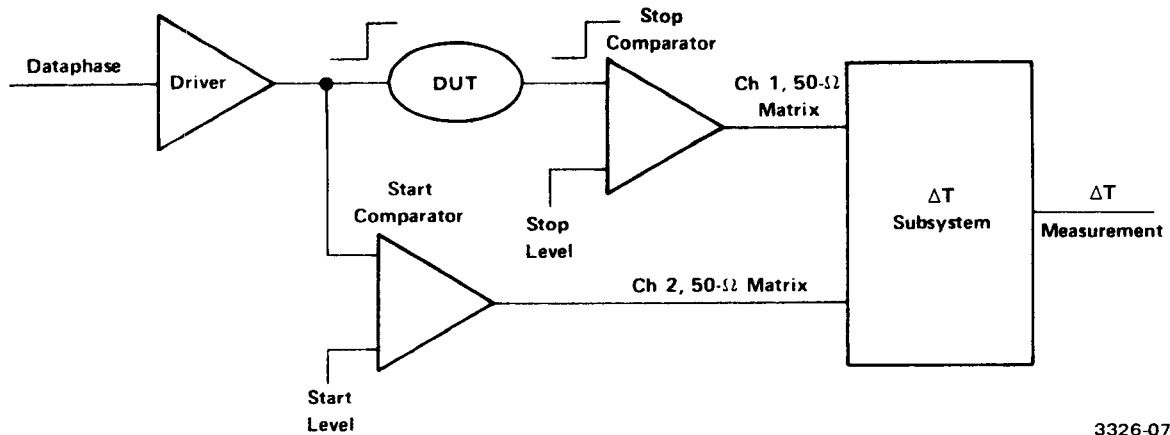 Dataphase
Driver
DUT
Stop
Comparator
Ch 1, 50-Ω
Matrix
Stop
Level
Start
Comparator
Start
Level
Ch 2, 50-Ω Matrix
ΔT
Subsystem
ΔT
Measurement
3326-07